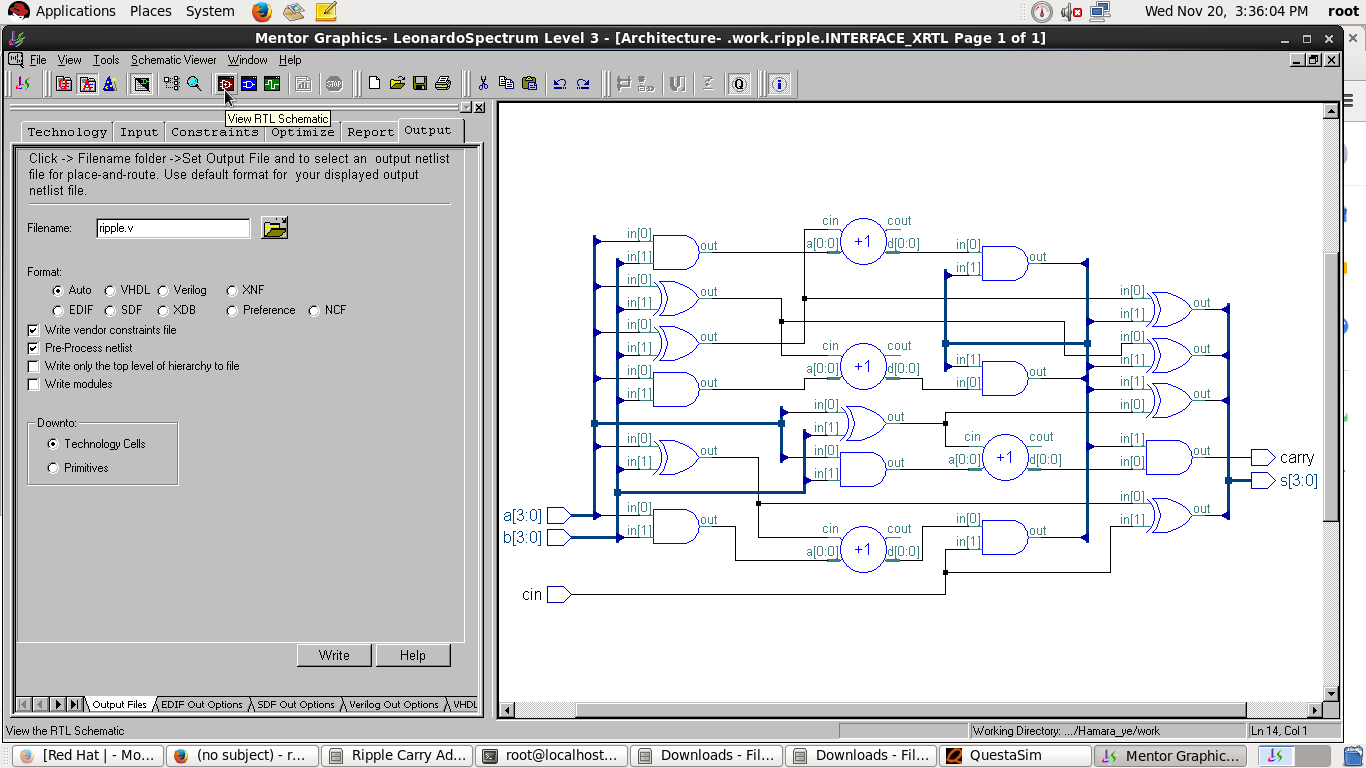 Applications Places System Wed Nov 20, 3:36:04 PM root
Mentor Graphics- LeonardoSpectrum Level 3 - [Architecture- .work.ripple.INTERFACE_XRTL Page 1 of 1]
File View Tools Schematic Viewer Window Help
STOP
View RTL Schematic
Technology Input Constraints Optimize Report Output
Click -> Filename folder ->Set Output File and to select an output netlist
file for place-and-route. Use default format for your displayed output
netlist file.
Filename: ripple.v
Format:
Auto VHDL Verilog XNF
EDIF SDF XDB Preference NCF
Write vendor constraints file
Pre-Process netlist
Write only the top level of hierarchy to file
Write modules
Downto:
Technology Cells
Primitives
Write Help
Output Files EDIF Out Options SDF Out Options Verilog Out Options VHDL
cin cout
in[0] +1 in[0]
out a[0:0] d[0:0]
in[1] in[1] out
in[0] in[0]
out out
in[1] in[1]
in[0] cin cout in[0]
out +1 in[1] out
in[1] a[0:0] d[0:0] in[1]
in[0] in[0] out in[1]
out out
in[1] in[0] in[0]
out
in[1] cin cout in[1]
in[0] in[0] +1 out carry
out out a[0:0] d[0:0] in[0]
in[1] in[1] s[3:0]
in[0]
a[3:0] in[0] out
out cin cout in[0] in[1]
b[3:0] in[1] +1 out
a[0:0] d[0:0] in[1]
cin
View the RTL Schematic Working Directory: .../Hamara_ye/work Ln 14, Col 1
[Red Hat | - Mo... (no subject) - r... Ripple Carry Ad... root@localhost... Downloads - Fil... Downloads - Fil... QuestaSim Mentor Graphic...